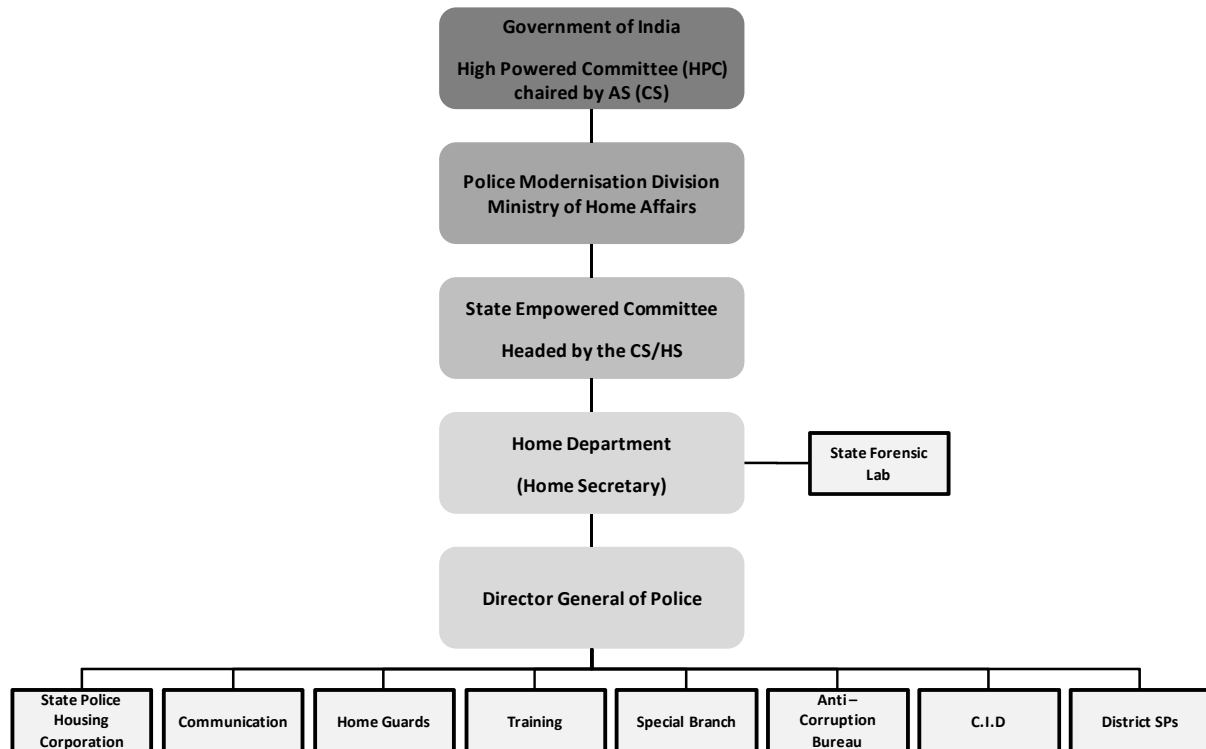 Government of India
High Powered Committee (HPC)
chaired by AS (CS)
Police Modernisation Division
Ministry of Home Affairs
State Empowered Committee
Headed by the CS/HS
Home Department
(Home Secretary)
State Forensic
Lab
Director General of Police
State Police
Housing
Corporation
Communication
Home Guards
Training
Special Branch
Anti –
Corruption
Bureau
C.I.D
District SPs